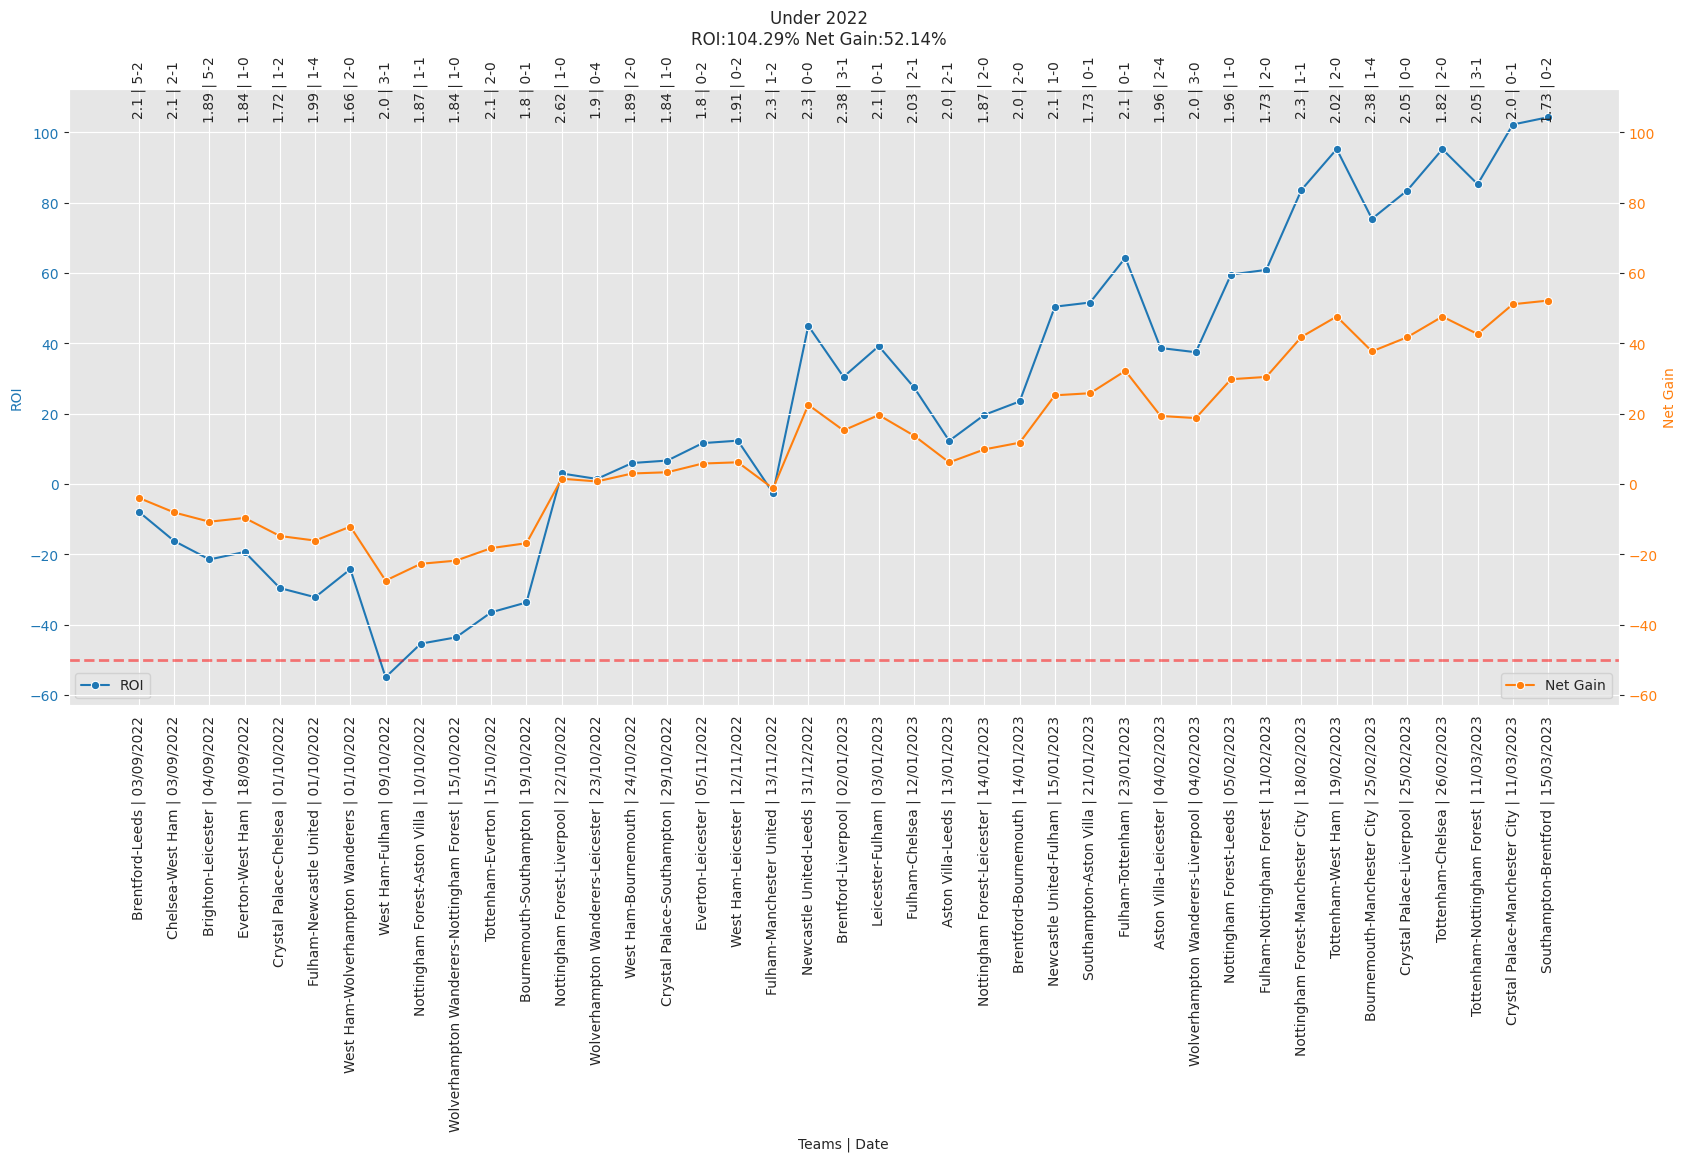 Under 2022
ROI:104.29% Net Gain:52.14%
2.1 | 5-2
2.1 | 2-1
1.89 | 5-2
1.84 | 1-0
1.72 | 1-2
1.99 | 1-4
1.66 | 2-0
2.0 | 3-1
1.87 | 1-1
1.84 | 1-0
2.1 | 2-0
1.8 | 0-1
2.62 | 1-0
1.9 | 0-4
1.89 | 2-0
1.84 | 1-0
1.8 | 0-2
1.91 | 0-2
2.3 | 1-2
2.3 | 0-0
2.38 | 3-1
2.1 | 0-1
2.03 | 2-1
2.0 | 2-1
1.87 | 2-0
2.0 | 2-0
2.1 | 1-0
1.73 | 0-1
2.1 | 0-1
1.96 | 2-4
2.0 | 3-0
1.96 | 1-0
1.73 | 2-0
2.3 | 1-1
2.02 | 2-0
2.38 | 1-4
2.05 | 0-0
1.82 | 2-0
2.05 | 3-1
2.0 | 0-1
1.73 | 0-2
100
80
60
40
20
0
−20
−40
−60
ROI
100
80
60
40
20
0
−20
−40
−60
Net Gain
ROI
Net Gain
Brentford-Leeds | 03/09/2022
Chelsea-West Ham | 03/09/2022
Brighton-Leicester | 04/09/2022
Everton-West Ham | 18/09/2022
Crystal Palace-Chelsea | 01/10/2022
Fulham-Newcastle United | 01/10/2022
West Ham-Wolverhampton Wanderers | 01/10/2022
West Ham-Fulham | 09/10/2022
Nottingham Forest-Aston Villa | 10/10/2022
Wolverhampton Wanderers-Nottingham Forest | 15/10/2022
Tottenham-Everton | 15/10/2022
Bournemouth-Southampton | 19/10/2022
Nottingham Forest-Liverpool | 22/10/2022
Wolverhampton Wanderers-Leicester | 23/10/2022
West Ham-Bournemouth | 24/10/2022
Crystal Palace-Southampton | 29/10/2022
Everton-Leicester | 05/11/2022
West Ham-Leicester | 12/11/2022
Fulham-Manchester United | 13/11/2022
Newcastle United-Leeds | 31/12/2022
Brentford-Liverpool | 02/01/2023
Leicester-Fulham | 03/01/2023
Fulham-Chelsea | 12/01/2023
Aston Villa-Leeds | 13/01/2023
Nottingham Forest-Leicester | 14/01/2023
Brentford-Bournemouth | 14/01/2023
Newcastle United-Fulham | 15/01/2023
Southampton-Aston Villa | 21/01/2023
Fulham-Tottenham | 23/01/2023
Aston Villa-Leicester | 04/02/2023
Wolverhampton Wanderers-Liverpool | 04/02/2023
Nottingham Forest-Leeds | 05/02/2023
Fulham-Nottingham Forest | 11/02/2023
Nottingham Forest-Manchester City | 18/02/2023
Tottenham-West Ham | 19/02/2023
Bournemouth-Manchester City | 25/02/2023
Crystal Palace-Liverpool | 25/02/2023
Tottenham-Chelsea | 26/02/2023
Tottenham-Nottingham Forest | 11/03/2023
Crystal Palace-Manchester City | 11/03/2023
Southampton-Brentford | 15/03/2023
Teams | Date